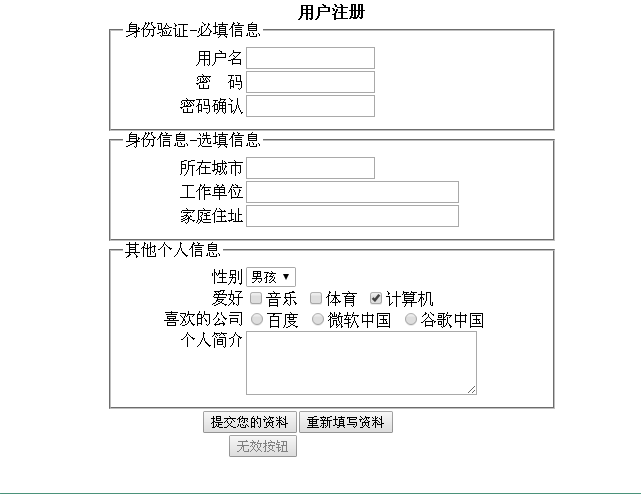 用户注册
身份验证-必填信息
用户名
密　码
密码确认
身份信息-选填信息
所在城市
工作单位
家庭住址
其他个人信息
性别 男孩
爱好 音乐 体育 计算机
喜欢的公司 百度 微软中国 谷歌中国
个人简介
提交您的资料 重新填写资料
无效按钮